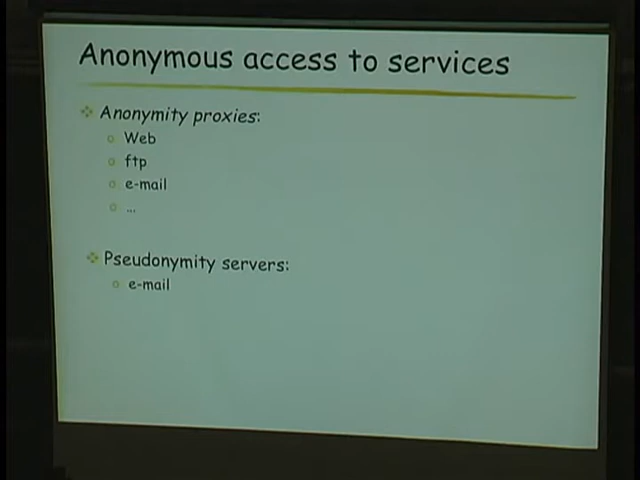 Anonymous access to services
Anonymity proxies:
Web
ftp
e-mail
...
Pseudonymity servers:
e-mail